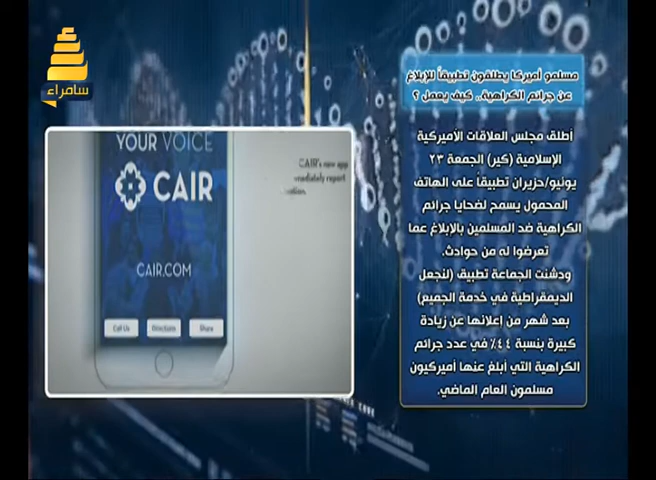 سامراء
مسلمو أميركا يطلقون تطبيقاً للإبلاغ
عن جرائم الكراهية.. كيف يعمل ؟
أطلق مجلس العلاقات الأميركية
الإسلامية (كير) الجمعة ٢٣
يونيو/حزيران تطبيقاً على الهاتف
المحمول يسمح لضحايا جرائم
الكراهية ضد المسلمين بالإبلاغ عما
تعرضوا له من حوادث.
ودشنت الجماعة تطبيق (لنجعل
الديمقراطية في خدمة الجميع)
بعد شهر من إعلانها عن زيادة
كبيرة بنسبة ٤٤٪ في عدد جرائم
الكراهية التي أبلغ عنها أميركيون
مسلمون العام الماضي.
YOUR VOICE
CAIR
CAIR.COM
Call Us
Directions
Share
CAIR's new app
mediately report